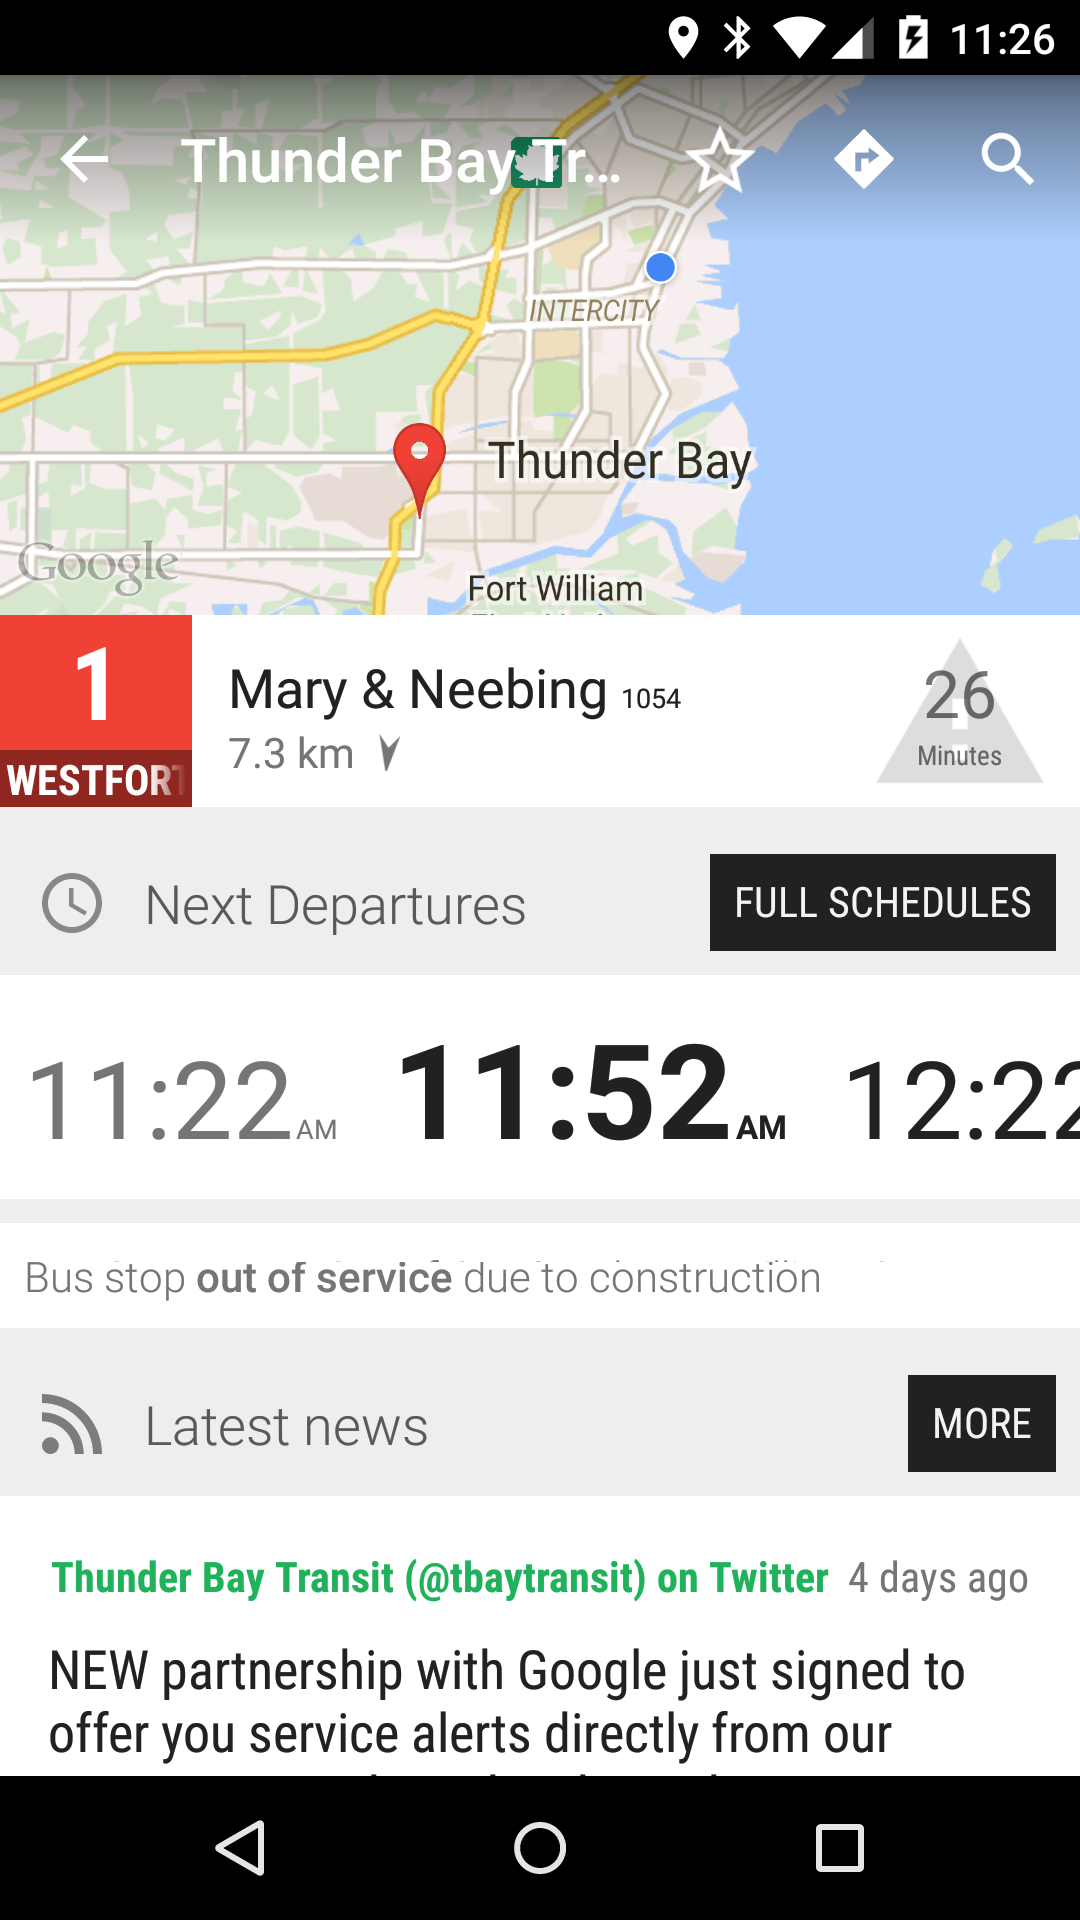 11:26
Thunder Bay Tr...
INTERCITY
Thunder Bay
Google
Fort William
1
WESTFORT
Mary & Neebing 1054
7.3 km
26
Minutes
Next Departures
FULL SCHEDULES
11:22 AM
11:52 AM
12:22
Bus stop out of service due to construction
Latest news
MORE
Thunder Bay Transit (@tbaytransit) on Twitter 4 days ago
NEW partnership with Google just signed to
offer you service alerts directly from our